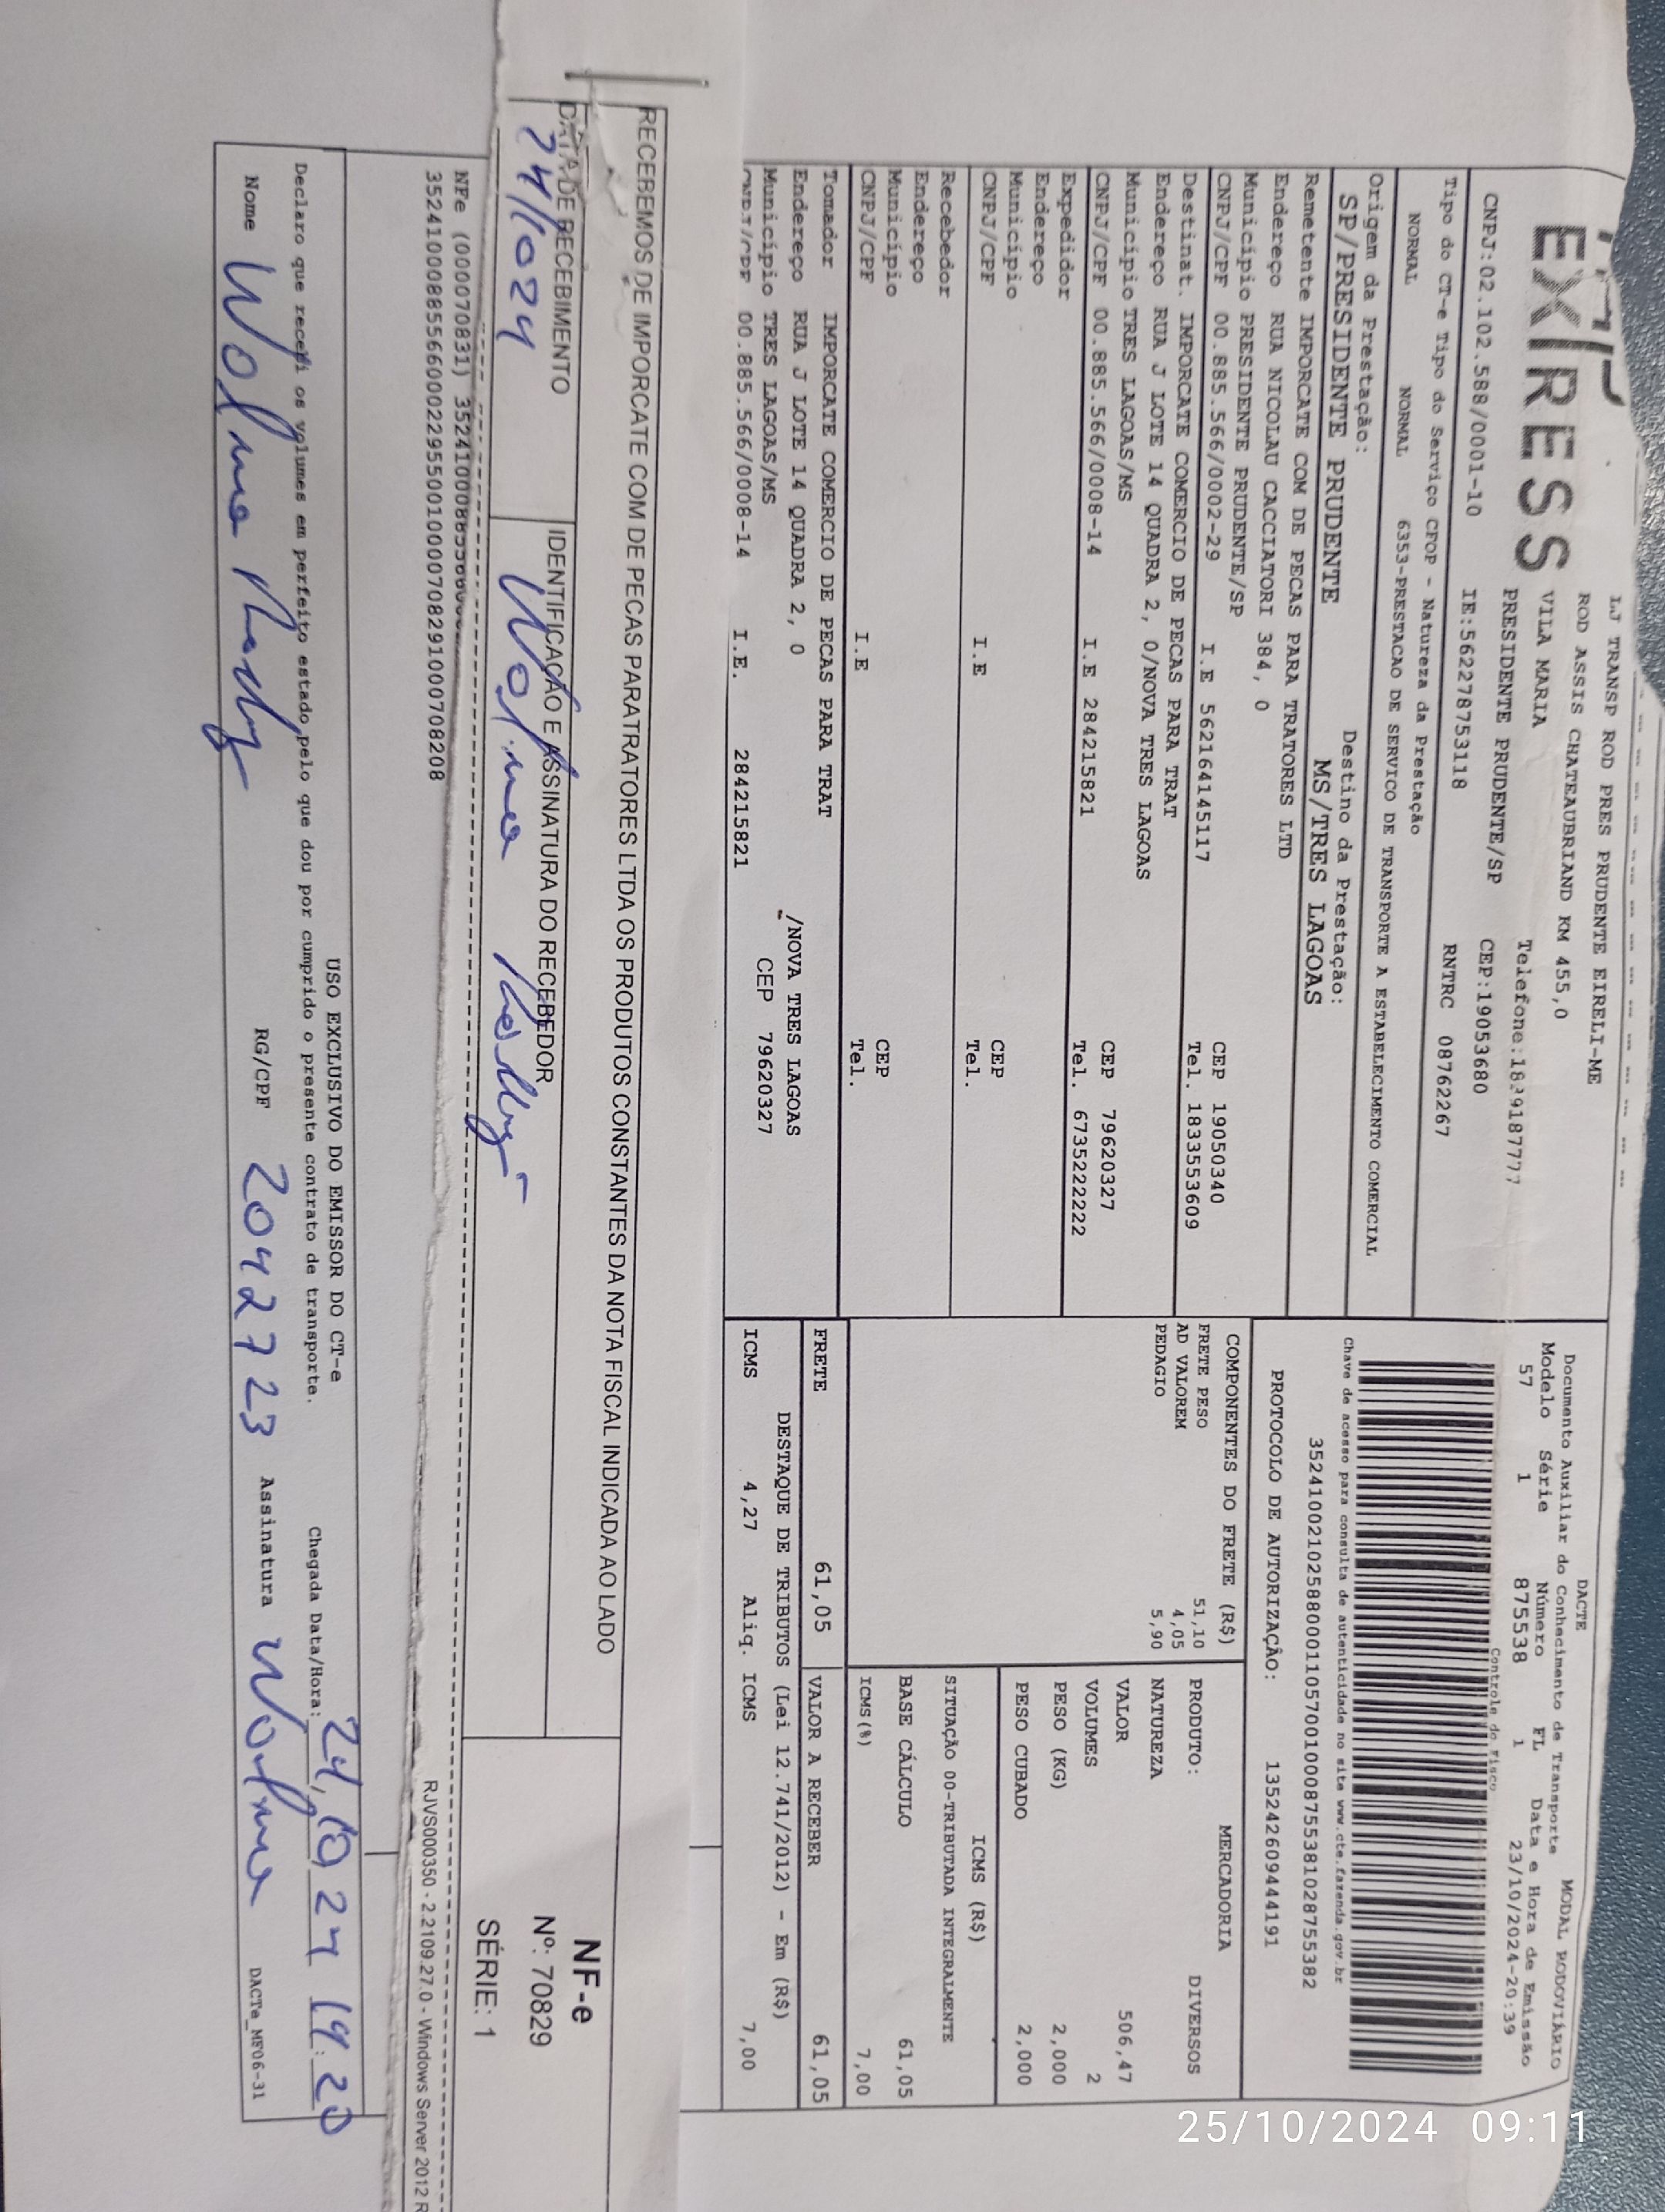 EXPRESS
LJ TRANSP ROD PRES PRUDENTE EIRELI-ME
ROD ASSIS CHATEAUBRIAND KM 455,0
VILA MARIA
PRESIDENTE PRUDENTE/SP
Telefone:1839187777
CNPJ:02.102.588/0001-10 IE:562278753118 CEP:19053680
RNTRC 08762267
Tipo do CT-e Tipo do Serviço CFOP - Natureza da Prestação
NORMAL NORMAL 6353-PRESTACAO DE SERVICO DE TRANSPORTE A ESTABELECIMENTO COMERCIAL
Origem da Prestação: Destino da Prestação:
SP/PRESIDENTE PRUDENTE MS/TRES LAGOAS
Remetente IMPORCATE COM DE PECAS PARA TRATORES LTD
Endereço RUA NICOLAU CACCIATORI 384, 0
Município PRESIDENTE PRUDENTE/SP CEP 19050340
CNPJ/CPF 00.885.566/0002-29 I.E 562164145117 Tel. 1833553609
Destinat. IMPORCATE COMERCIO DE PECAS PARA TRAT
Endereço RUA J LOTE 14 QUADRA 2, 0/NOVA TRES LAGOAS
Município TRES LAGOAS/MS CEP 79620327
CNPJ/CPF 00.885.566/0008-14 I.E 284215821 Tel. 6735222222
Expedidor
Endereço
Município CEP
CNPJ/CPF I.E Tel.
Recebedor
Endereço
Município CEP
CNPJ/CPF I.E Tel.
Tomador IMPORCATE COMERCIO DE PECAS PARA TRAT
Endereço RUA J LOTE 14 QUADRA 2, 0 /NOVA TRES LAGOAS
Município TRES LAGOAS/MS CEP 79620327
CNPJ/CPF 00.885.566/0008-14 I.E. 284215821
DACTE MODAL RODOVIÁRIO
Documento Auxiliar do Conhecimento de Transporte
Modelo Série Número FL Data e Hora de Emissão
57 1 875538 1 23/10/2024-20:39
Controle do Fisco
Chave de acesso para consulta de autenticidade no site www.cte.fazenda.gov.br
35241002102588000110570010008755381028755382
PROTOCOLO DE AUTORIZAÇÃO: 135242609444191
COMPONENTES DO FRETE (R$)
FRETE PESO 51,10
AD VALOREM 4,05
PEDAGIO 5,90
MERCADORIA
PRODUTO: DIVERSOS
NATUREZA
VALOR 506,47
VOLUMES 2
PESO (KG) 2,000
PESO CUBADO 2,000
ICMS (R$)
SITUAÇÃO 00-TRIBUTADA INTEGRALMENTE
BASE CÁLCULO 61,05
ICMS(%) 7,00
FRETE 61,05 VALOR A RECEBER 61,05
DESTAQUE DE TRIBUTOS (Lei 12.741/2012) - Em (R$)
ICMS 4,27 Aliq. ICMS 7,00
RECEBEMOS DE IMPORCATE COM DE PECAS PARATRATORES LTDA OS PRODUTOS CONSTANTES DA NOTA FISCAL INDICADA AO LADO
DATA DE RECEBIMENTO IDENTIFICAÇÃO E ASSINATURA DO RECEBEDOR
NF-e
Nº: 70829
SÉRIE: 1
RJVS000350 - 2.2109.27.0 - Windows Server 2012 R
35241000885566000229550010000708291000708208
USO EXCLUSIVO DO EMISSOR DO CT-e
Declaro que recebi os volumes em perfeito estado pelo que dou por cumprido o presente contrato de transporte.
Chegada Data/Hora: 24,10 24 19:20
Nome RG/CPF 20942723 Assinatura
DACTe_MF06-31
25/10/2024 09:11